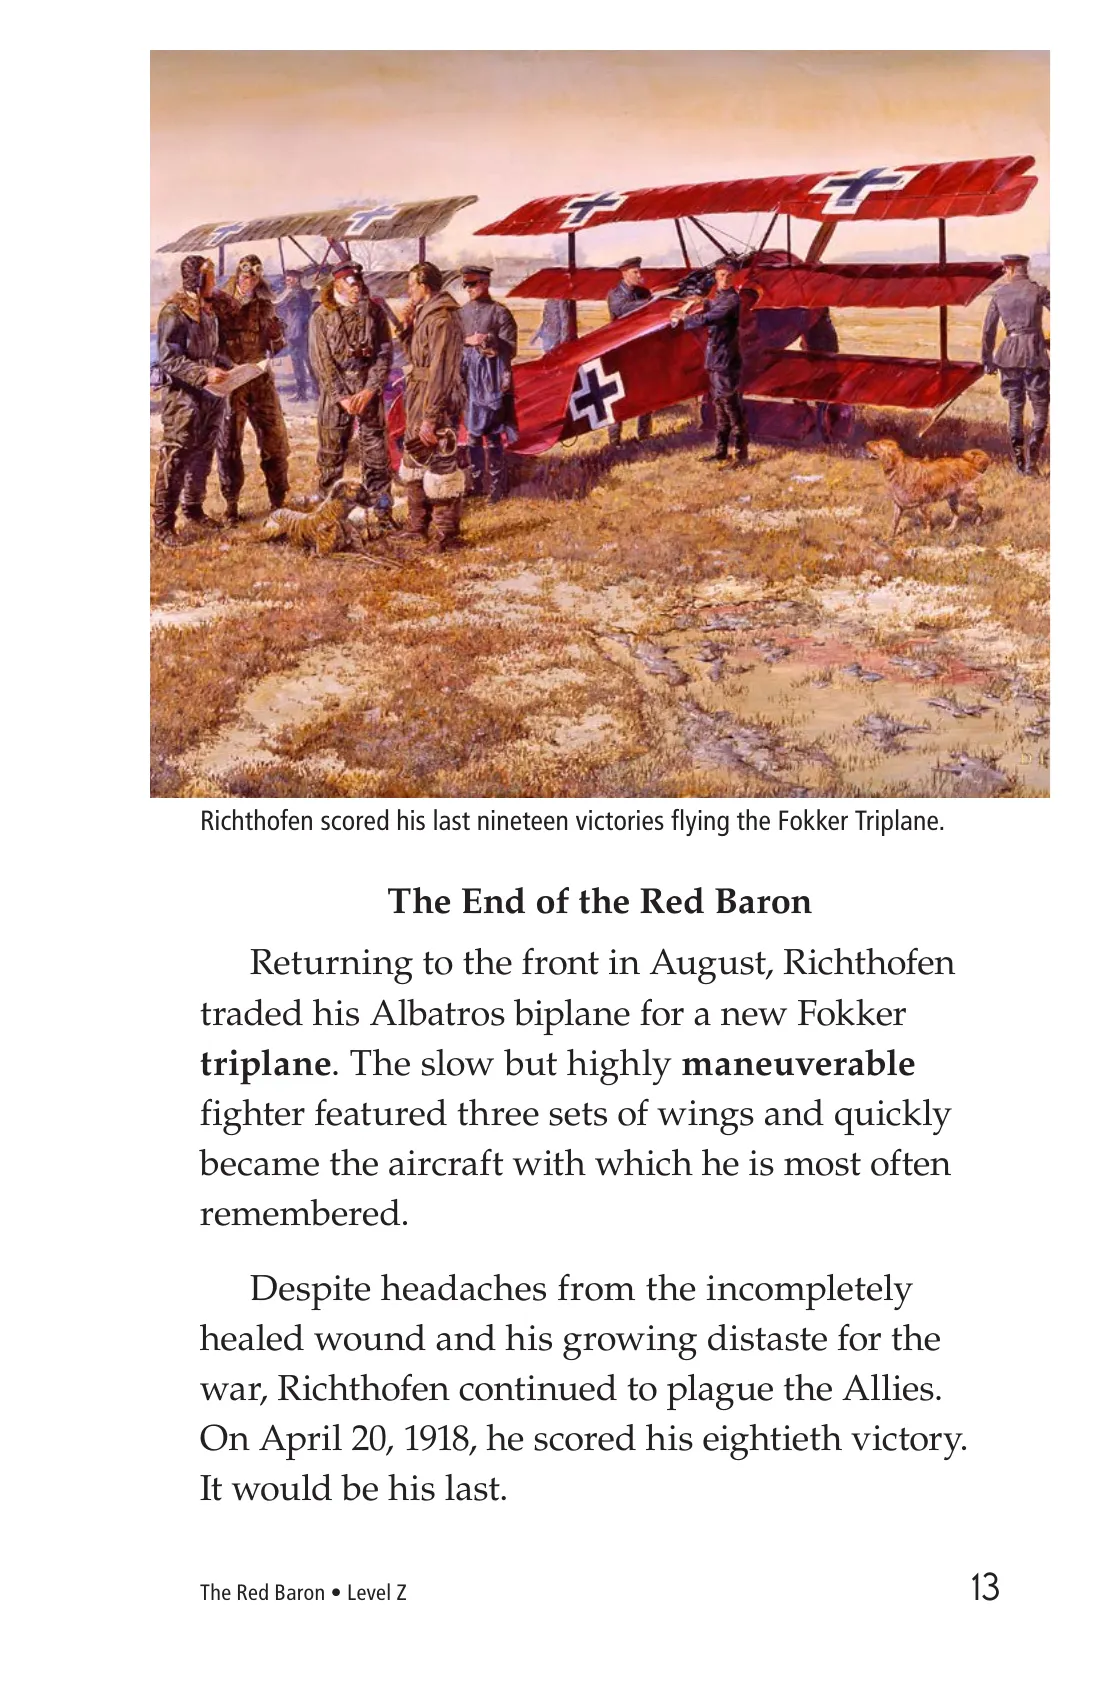 Richthofen scored his last nineteen victories flying the Fokker Triplane.
The End of the Red Baron
Returning to the front in August, Richthofen
traded his Albatros biplane for a new Fokker
triplane. The slow but highly maneuverable
fighter featured three sets of wings and quickly
became the aircraft with which he is most often
remembered.
Despite headaches from the incompletely
healed wound and his growing distaste for the
war, Richthofen continued to plague the Allies.
On April 20, 1918, he scored his eightieth victory.
It would be his last.
The Red Baron • Level Z
13